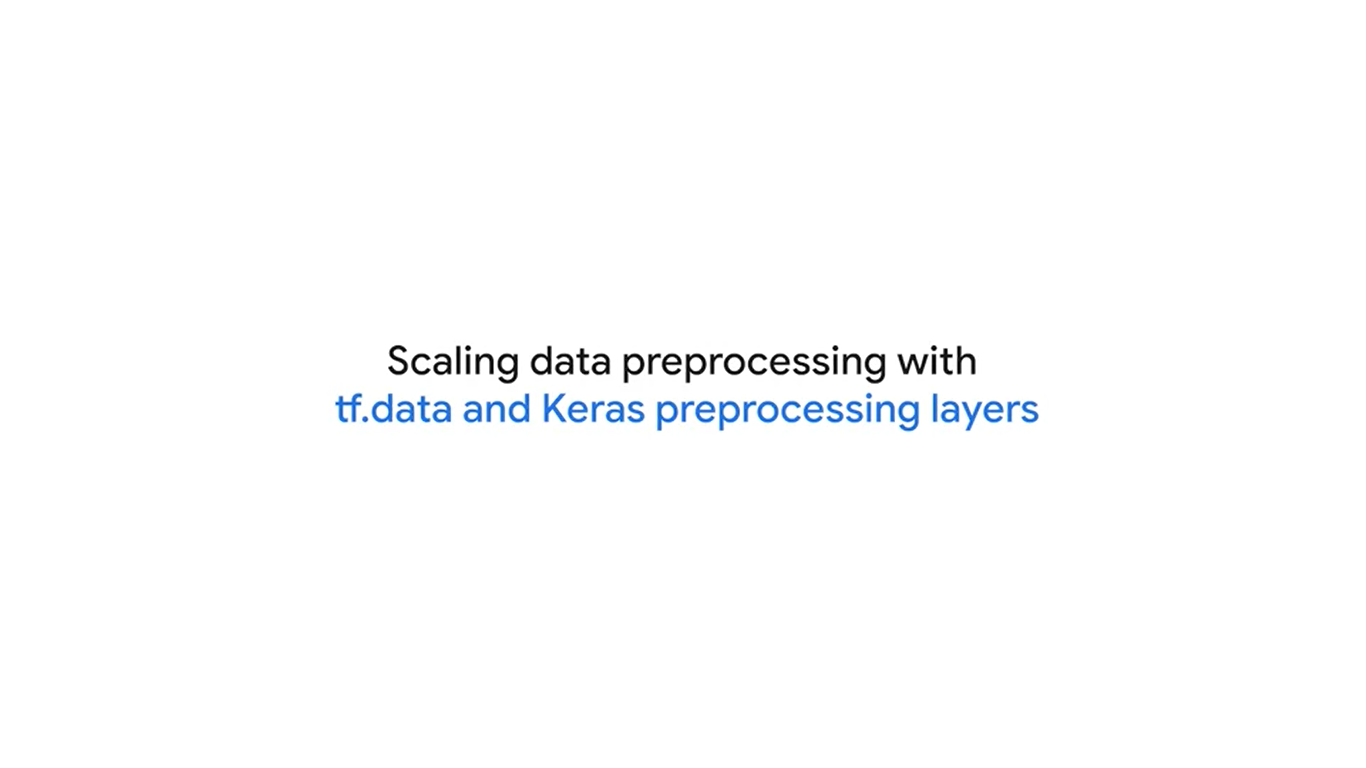 Scaling data preprocessing with
tf.data and Keras preprocessing layers